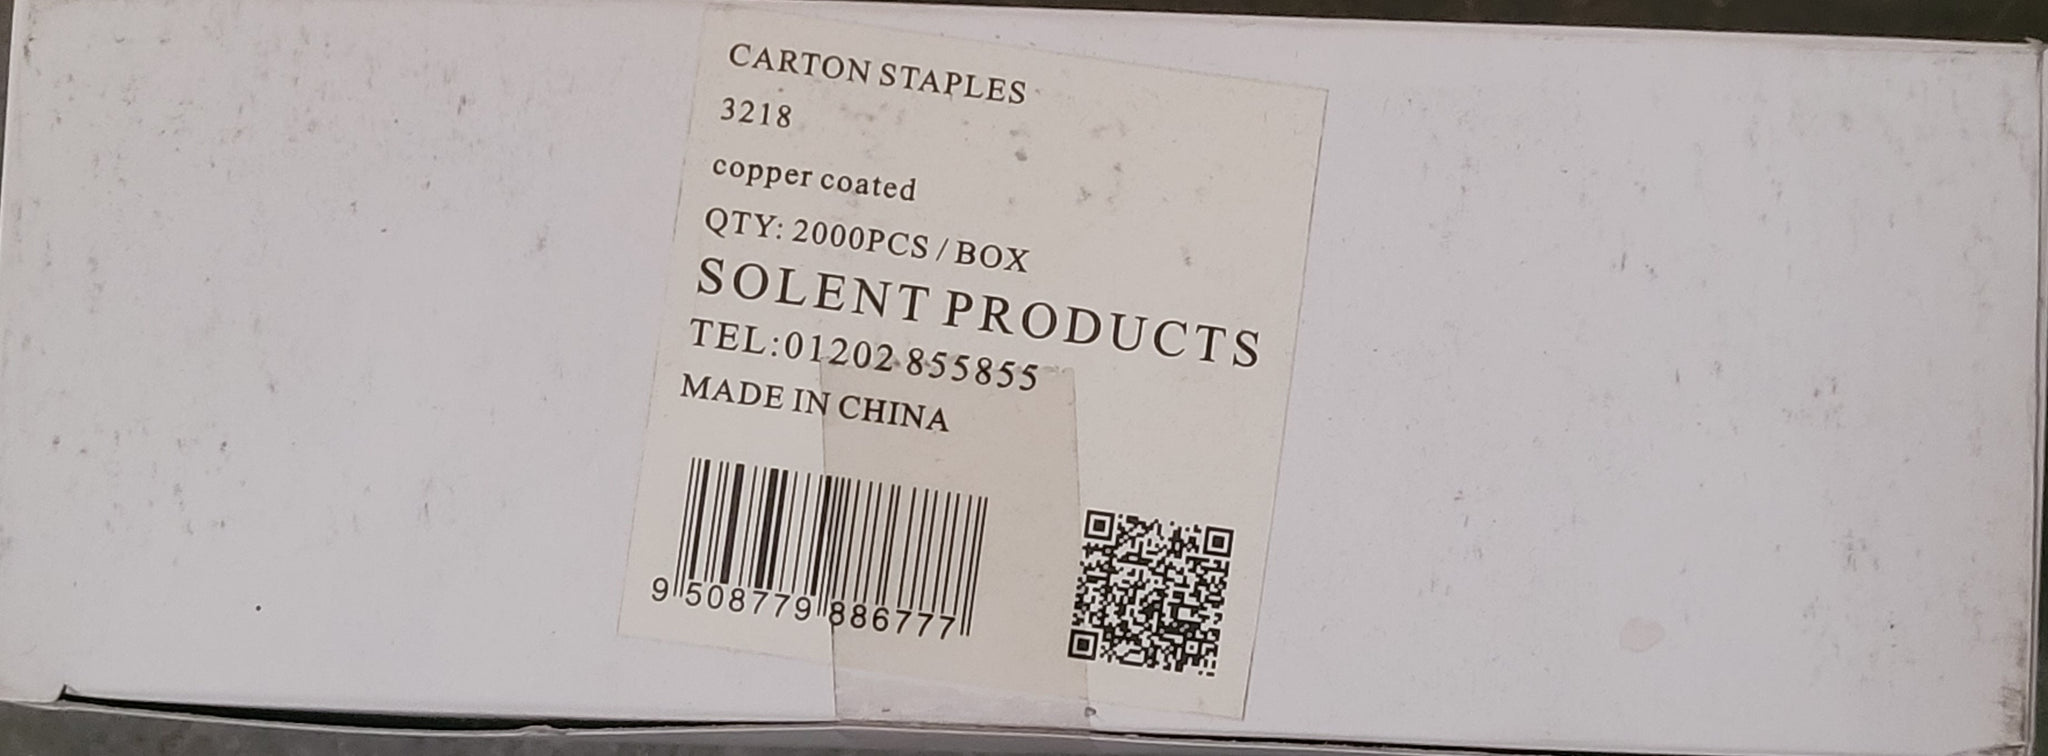 CARTON STAPLES
3218
copper coated
QTY: 2000PCS / BOX
SOLENT PRODUCTS
TEL:01202 855855
MADE IN CHINA
9 508779 886777